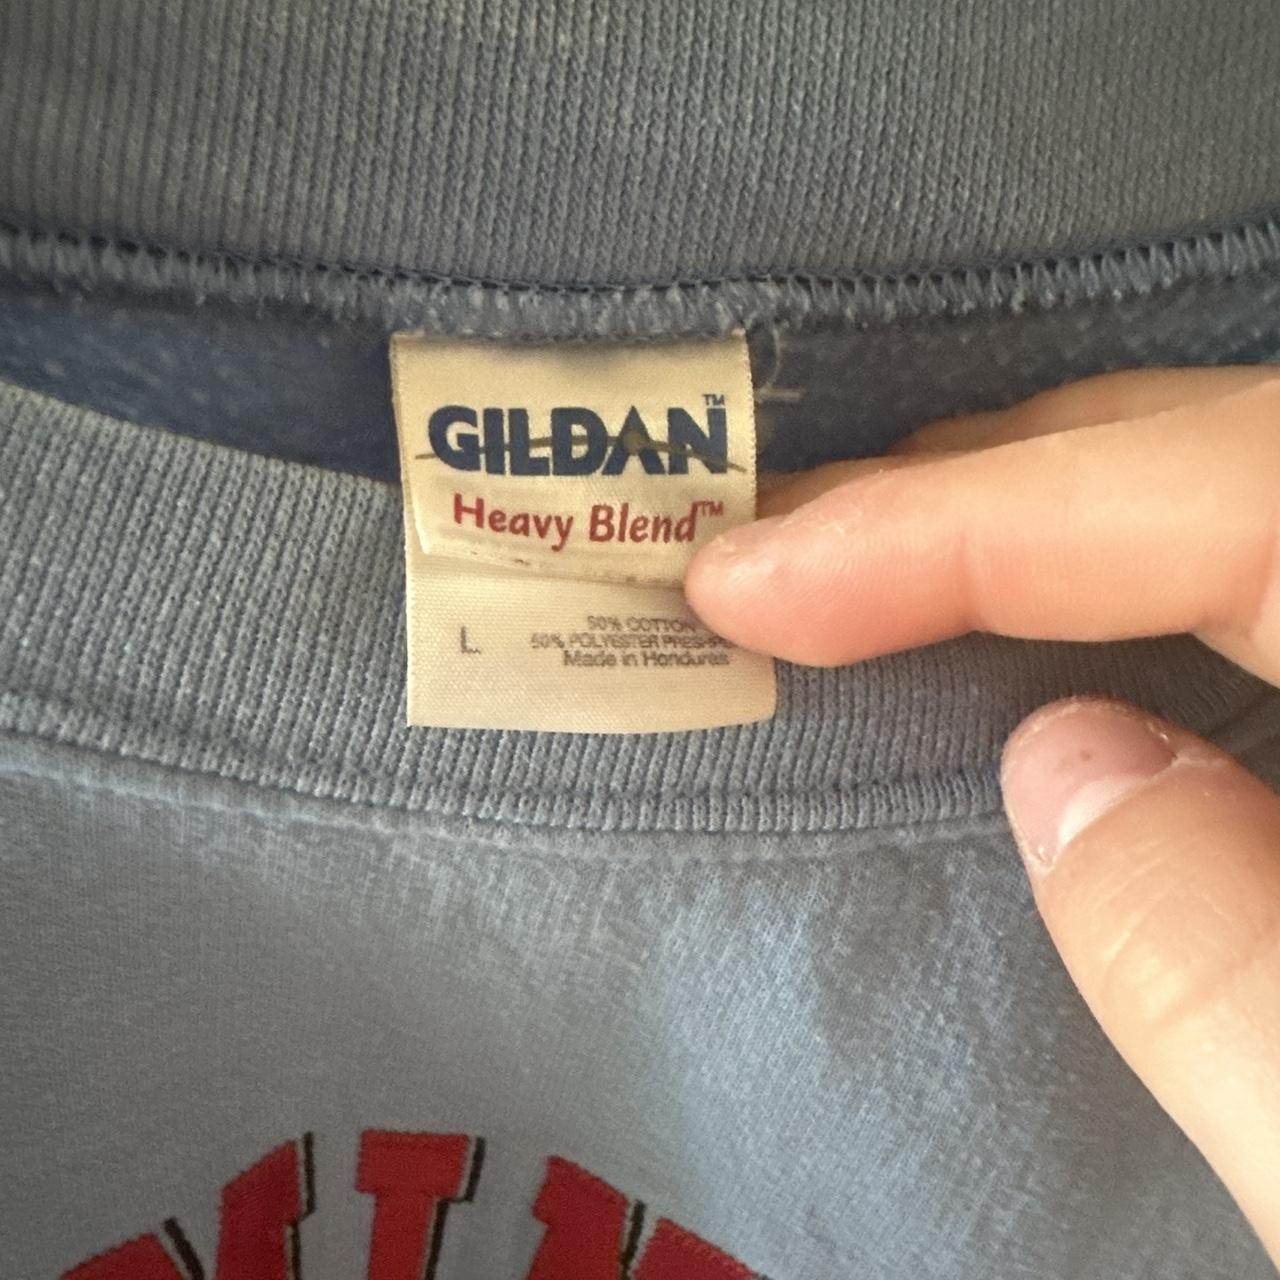 GILDAN™
Heavy Blend™
L
50% COTTON
50% POLYESTER
Made in Honduras